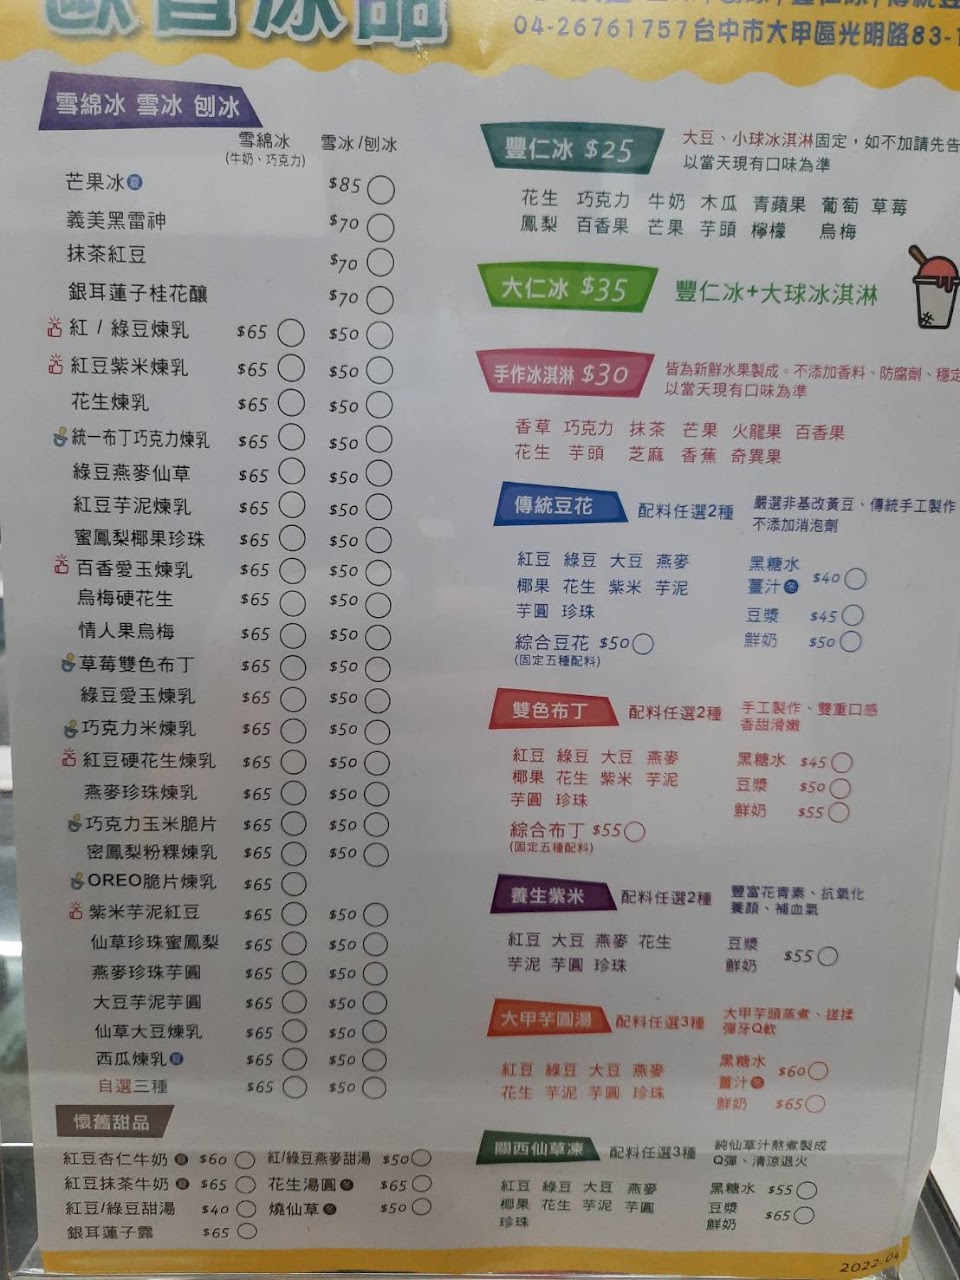 歐香冰品
04-26761757台中市大甲區光明路83-
雪綿冰 雪冰 刨冰
雪綿冰 雪冰/刨冰
(牛奶、巧克力)
芒果冰夏 $85
義美黑雷神 $70
抹茶紅豆 $70
銀耳蓮子桂花釀 $70
紅 / 綠豆煉乳 $65 $50
紅豆紫米煉乳 $65 $50
花生煉乳 $65 $50
統一布丁巧克力煉乳 $65 $50
綠豆燕麥仙草 $65 $50
紅豆芋泥煉乳 $65 $50
蜜鳳梨椰果珍珠 $65 $50
百香愛玉煉乳 $65 $50
烏梅硬花生 $65 $50
情人果烏梅 $65 $50
草莓雙色布丁 $65 $50
綠豆愛玉煉乳 $65 $50
巧克力米煉乳 $65 $50
紅豆硬花生煉乳 $65 $50
燕麥珍珠煉乳 $65 $50
巧克力玉米脆片 $65 $50
密鳳梨粉粿煉乳 $65 $50
OREO脆片煉乳 $65
紫米芋泥紅豆 $65 $50
仙草珍珠蜜鳳梨 $65 $50
燕麥珍珠芋圓 $65 $50
大豆芋泥芋圓 $65 $50
仙草大豆煉乳 $65 $50
西瓜煉乳夏 $65 $50
自選三種 $65 $50
懷舊甜品
紅豆杏仁牛奶 $60 紅/綠豆燕麥甜湯 $50
紅豆抹茶牛奶 $65 花生湯圓冬 $65
紅豆/綠豆甜湯 $40 燒仙草冬 $50
銀耳蓮子露 $65
豐仁冰 $25
大豆、小球冰淇淋固定，如不加請先告
以當天現有口味為準
花生 巧克力 牛奶 木瓜 青蘋果 葡萄 草莓
鳳梨 百香果 芒果 芋頭 檸檬 烏梅
大仁冰 $35 豐仁冰+大球冰淇淋
手作冰淇淋 $30
皆為新鮮水果製成。不添加香料、防腐劑、穩定
以當天現有口味為準
香草 巧克力 抹茶 芒果 火龍果 百香果
花生 芋頭 芝麻 香蕉 奇異果
傳統豆花 配料任選2種
嚴選非基改黃豆、傳統手工製作
不添加消泡劑
紅豆 綠豆 大豆 燕麥
椰果 花生 紫米 芋泥
芋圓 珍珠
黑糖水
薑汁冬 $40
豆漿 $45
鮮奶 $50
綜合豆花 $50
(固定五種配料)
雙色布丁 配料任選2種
手工製作、雙重口感
香甜滑嫩
紅豆 綠豆 大豆 燕麥
椰果 花生 紫米 芋泥
芋圓 珍珠
黑糖水 $45
豆漿 $50
鮮奶 $55
綜合布丁 $55
(固定五種配料)
養生紫米 配料任選2種
豐富花青素、抗氧化
養顏、補血氣
紅豆 大豆 燕麥 花生
芋泥 芋圓 珍珠
豆漿
鮮奶 $55
大甲芋圓湯 配料任選3種
大甲芋頭蒸煮、搓揉
彈牙Q軟
紅豆 綠豆 大豆 燕麥
花生 芋泥 芋圓 珍珠
黑糖水
薑汁冬 $60
鮮奶 $65
關西仙草凍 配料任選3種
純仙草汁熬煮製成
Q彈、清涼退火
紅豆 綠豆 大豆 燕麥
椰果 花生 芋泥 芋圓
珍珠
黑糖水 $55
豆漿 $65
鮮奶
2022.04